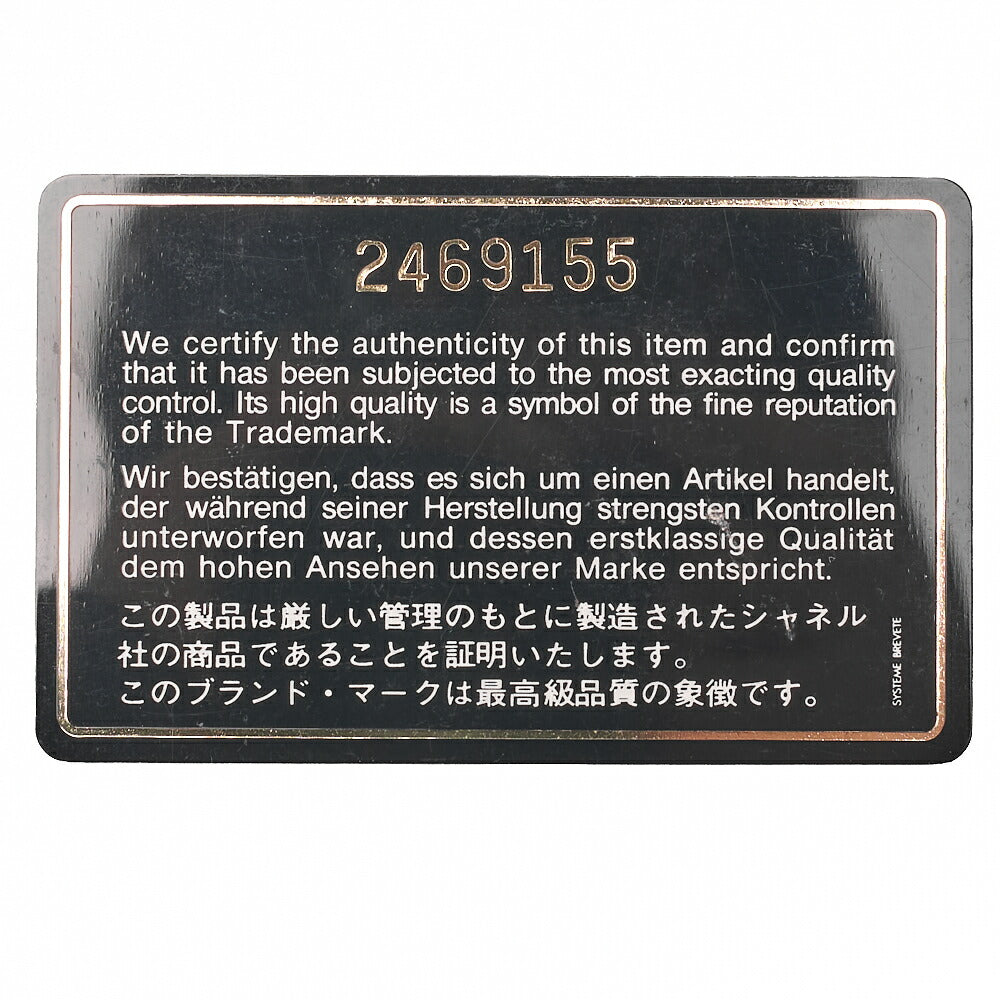 2469155
We certify the authenticity of this item and confirm
that it has been subjected to the most exacting quality
control. Its high quality is a symbol of the fine reputation
of the Trademark.
Wir bestätigen, dass es sich um einen Artikel handelt,
der während seiner Herstellung strengsten Kontrollen
unterworfen war, und dessen erstklassige Qualität
dem hohen Ansehen unserer Marke entspricht.
この製品は厳しい管理のもとに製造されたシャネル
社の商品であることを証明いたします。
このブランド・マークは最高級品質の象徴です。
SYSTEME BREVETE